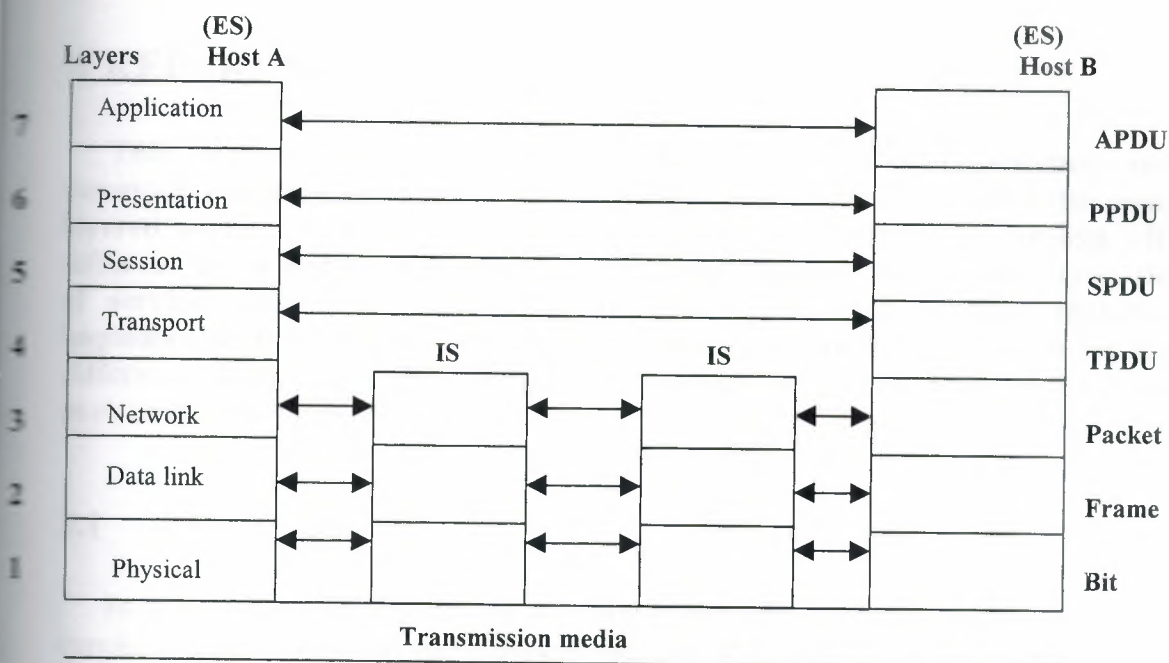 (ES)
(ES)
Layers Host A
Host B
7 Application
APDU
6 Presentation
PPDU
5 Session
SPDU
4 Transport
IS IS
TPDU
3 Network
Packet
2 Data link
Frame
1 Physical
Bit
Transmission media